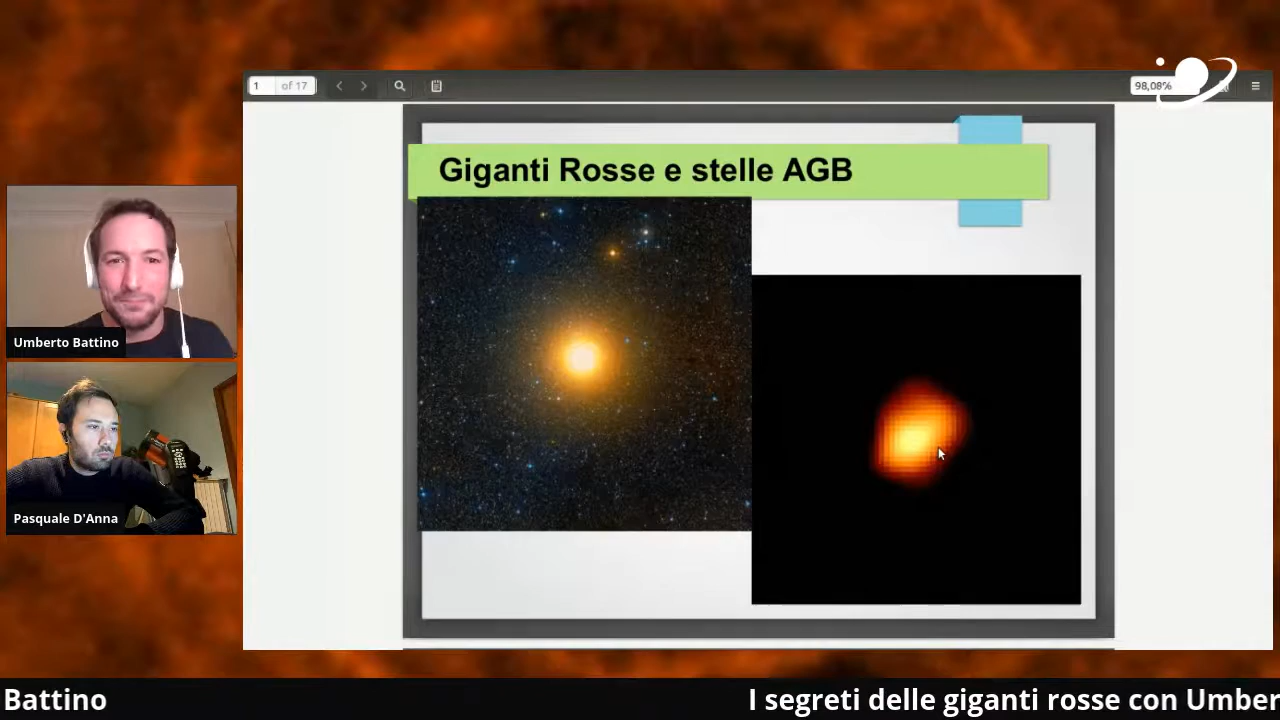 1 of 17
98,08%
Giganti Rosse e stelle AGB
Umberto Battino
Pasquale D'Anna
Battino I segreti delle giganti rosse con Umber